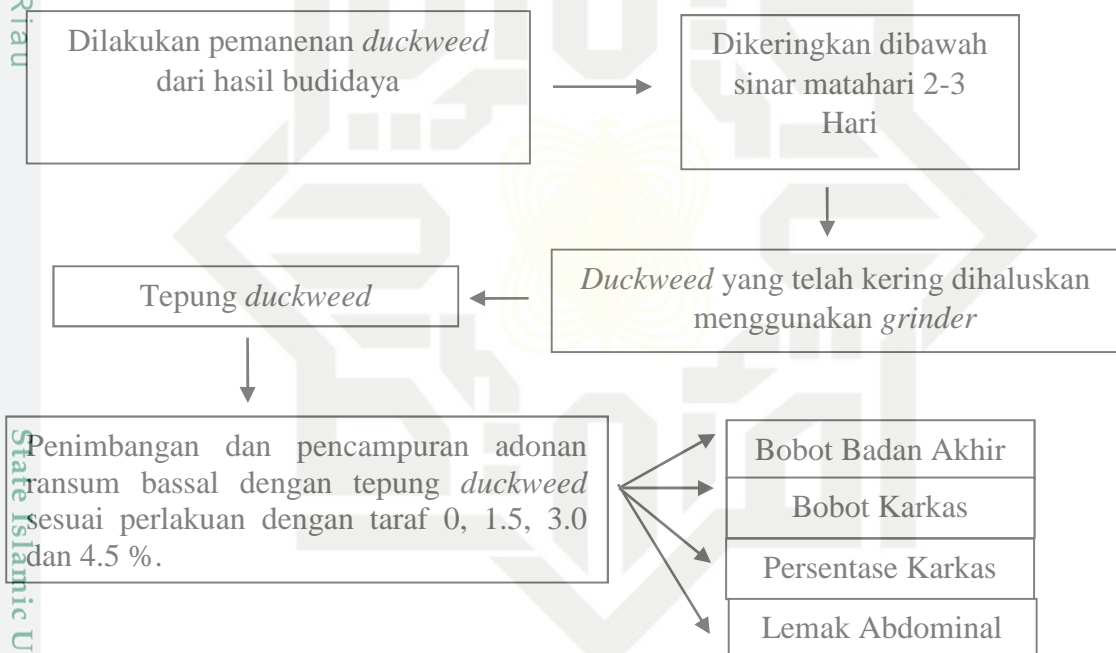 Riau
Dilakukan pemanenan duckweed
dari hasil budidaya
Dikeringkan dibawah
sinar matahari 2-3
Hari
Duckweed yang telah kering dihaluskan
menggunakan grinder
Tepung duckweed
Penimbangan dan pencampuran adonan
ransum bassal dengan tepung duckweed
sesuai perlakuan dengan taraf 0, 1.5, 3.0
dan 4.5 %.
Bobot Badan Akhir
Bobot Karkas
Persentase Karkas
Lemak Abdominal
State Islamic U